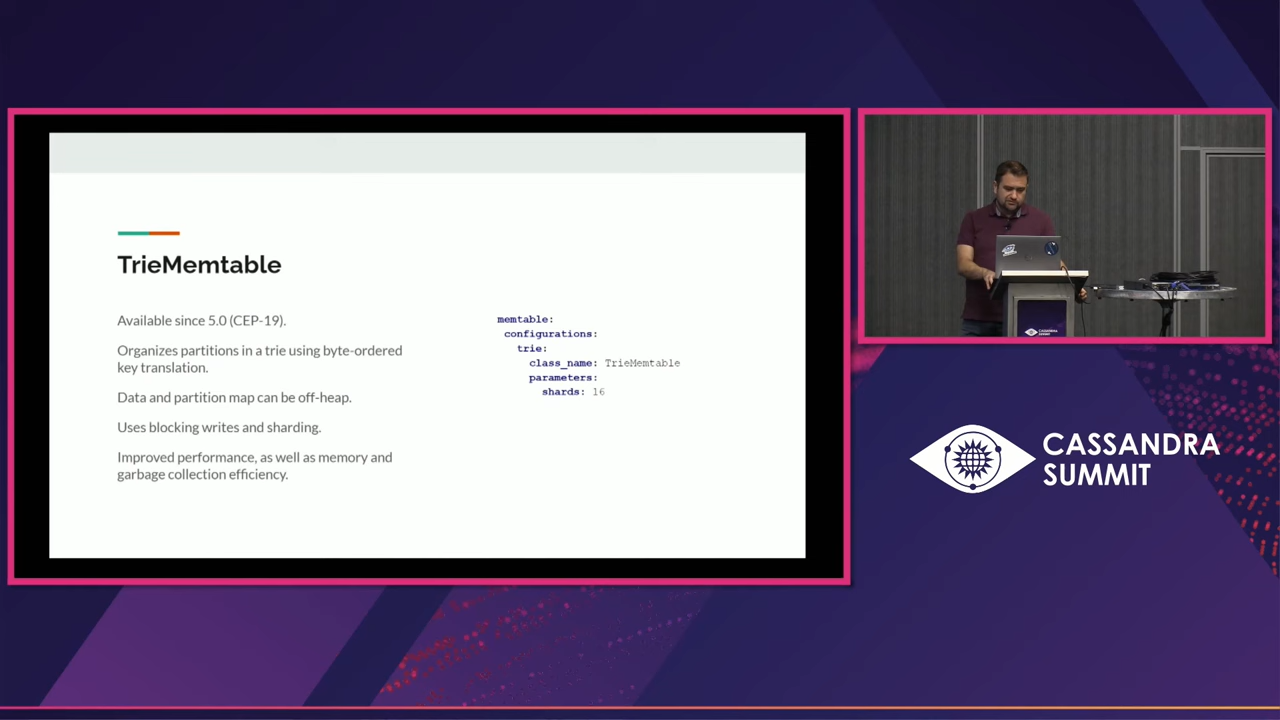 TrieMemtable
Available since 5.0 (CEP-19).
Organizes partitions in a trie using byte-ordered
key translation.
Data and partition map can be off-heap.
Uses blocking writes and sharding.
Improved performance, as well as memory and
garbage collection efficiency.
memtable:
configurations:
trie:
class_name: TrieMemtable
parameters:
shards: 16
CASSANDRA
SUMMIT
CASSANDRA
SUMMIT